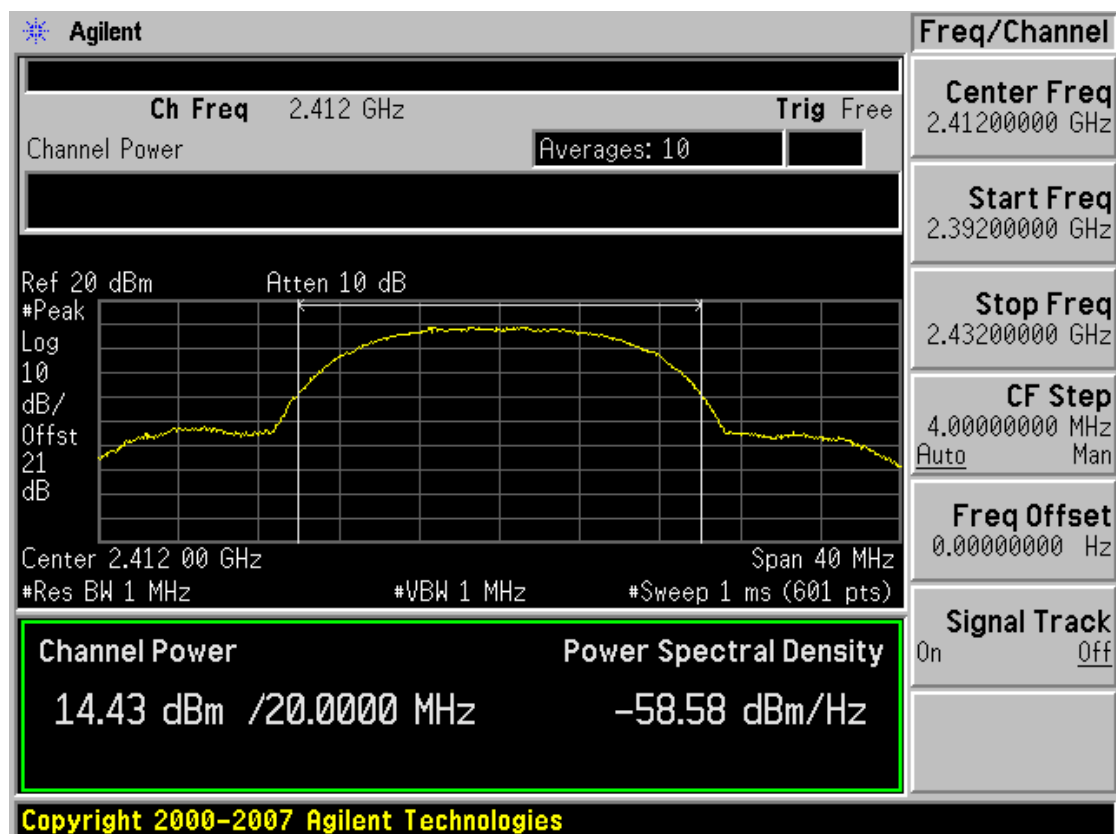 Agilent
Freq/Channel
Ch Freq 2.412 GHz Trig Free
Channel Power Averages: 10
Center Freq
2.41200000 GHz
Start Freq
2.39200000 GHz
Stop Freq
2.43200000 GHz
CF Step
4.00000000 MHz
Auto Man
Freq Offset
0.00000000 Hz
Signal Track
On Off
Ref 20 dBm Atten 10 dB
#Peak
Log
10
dB/
Offst
21
dB
Center 2.412 00 GHz Span 40 MHz
#Res BW 1 MHz #VBW 1 MHz #Sweep 1 ms (601 pts)
Channel Power Power Spectral Density
14.43 dBm /20.0000 MHz -58.58 dBm/Hz
Copyright 2000-2007 Agilent Technologies